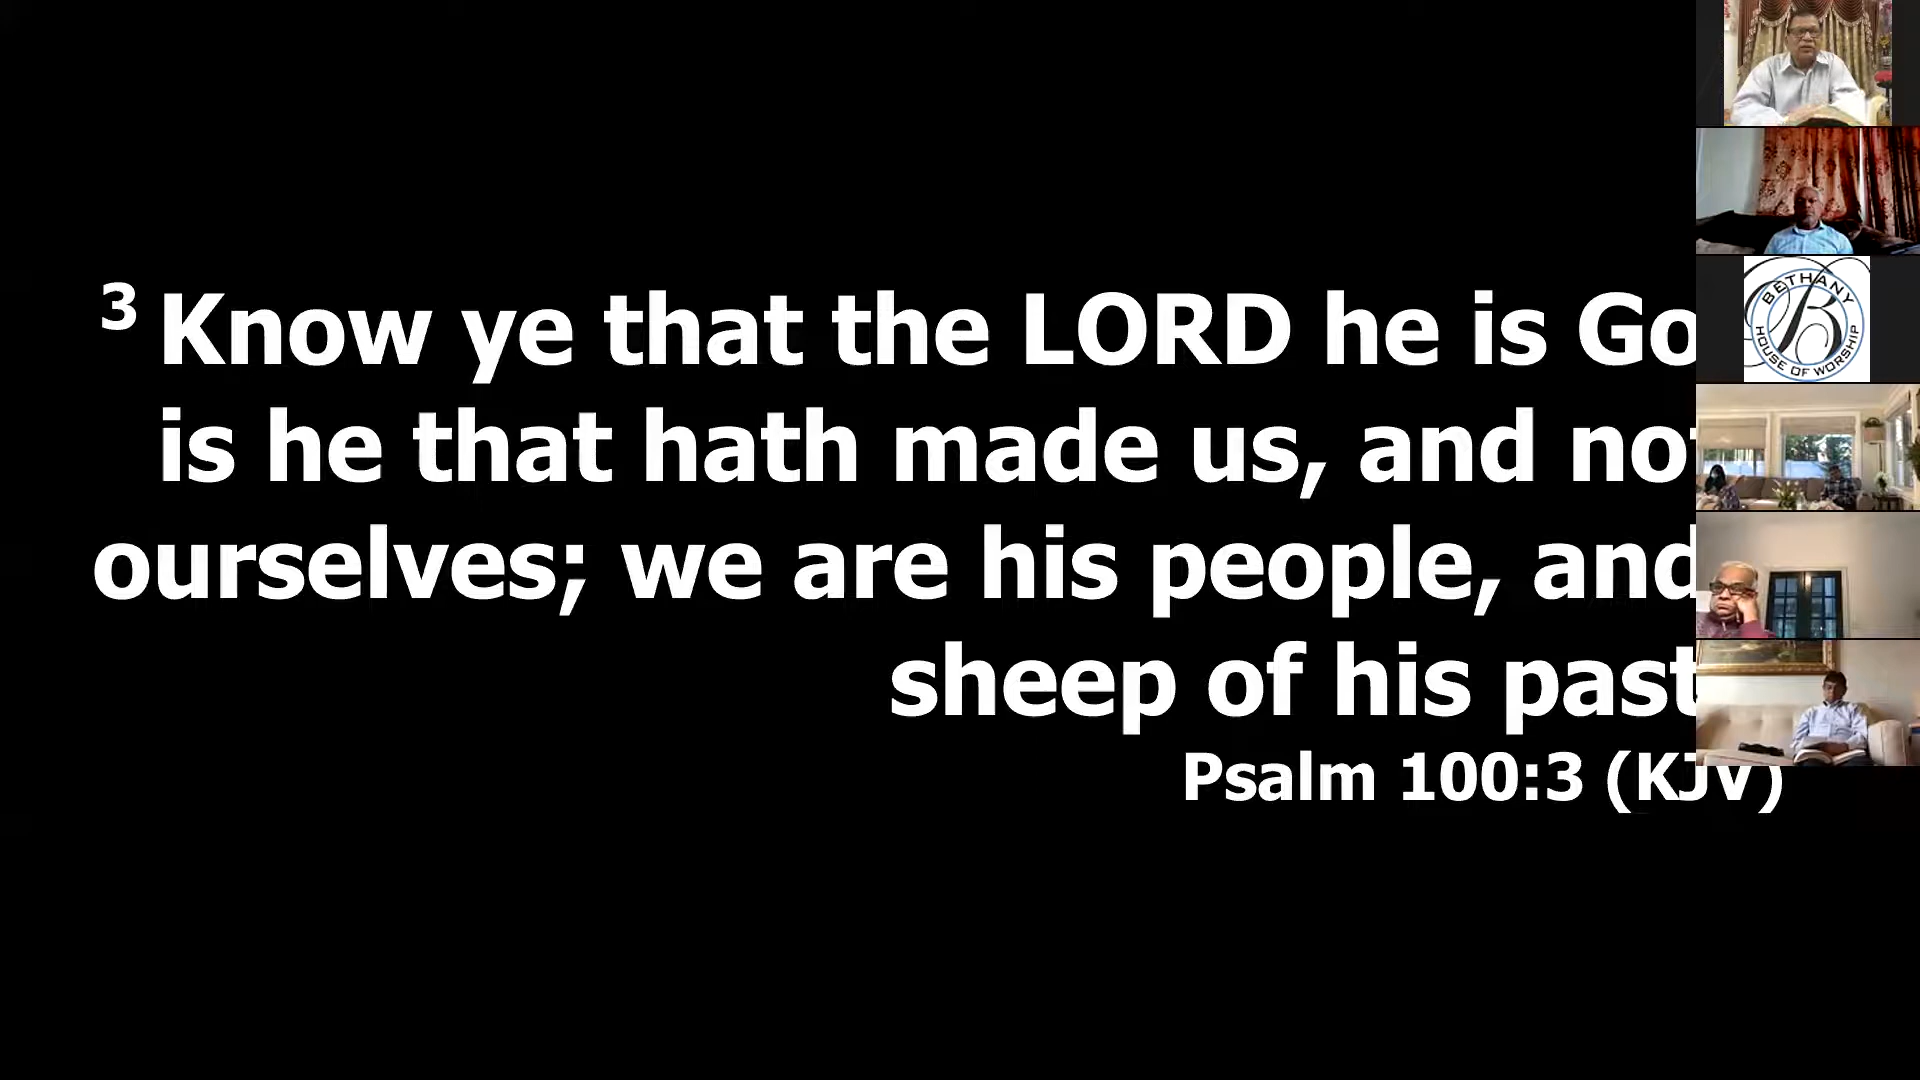 3 Know ye that the LORD he is Go
is he that hath made us, and not
ourselves; we are his people, and
sheep of his past
Psalm 100:3 (KJV)
BETHANY
B
HOUSE OF WORSHIP